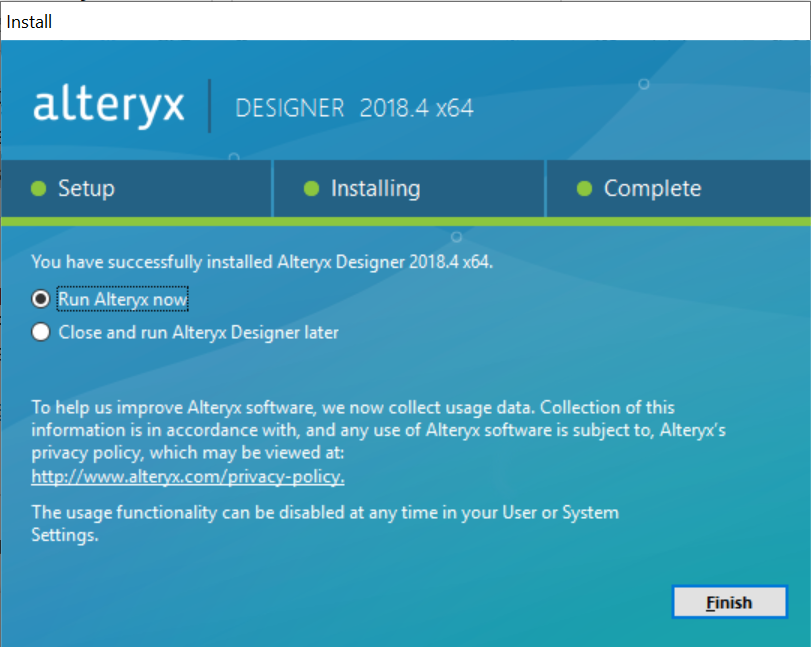 Install
alteryx DESIGNER 2018.4 x64
Setup Installing Complete
You have successfully installed Alteryx Designer 2018.4 x64.
Run Alteryx now
Close and run Alteryx Designer later
To help us improve Alteryx software, we now collect usage data. Collection of this
information is in accordance with, and any use of Alteryx software is subject to, Alteryx's
privacy policy, which may be viewed at:
http://www.alteryx.com/privacy-policy.
The usage functionality can be disabled at any time in your User or System
Settings.
Finish